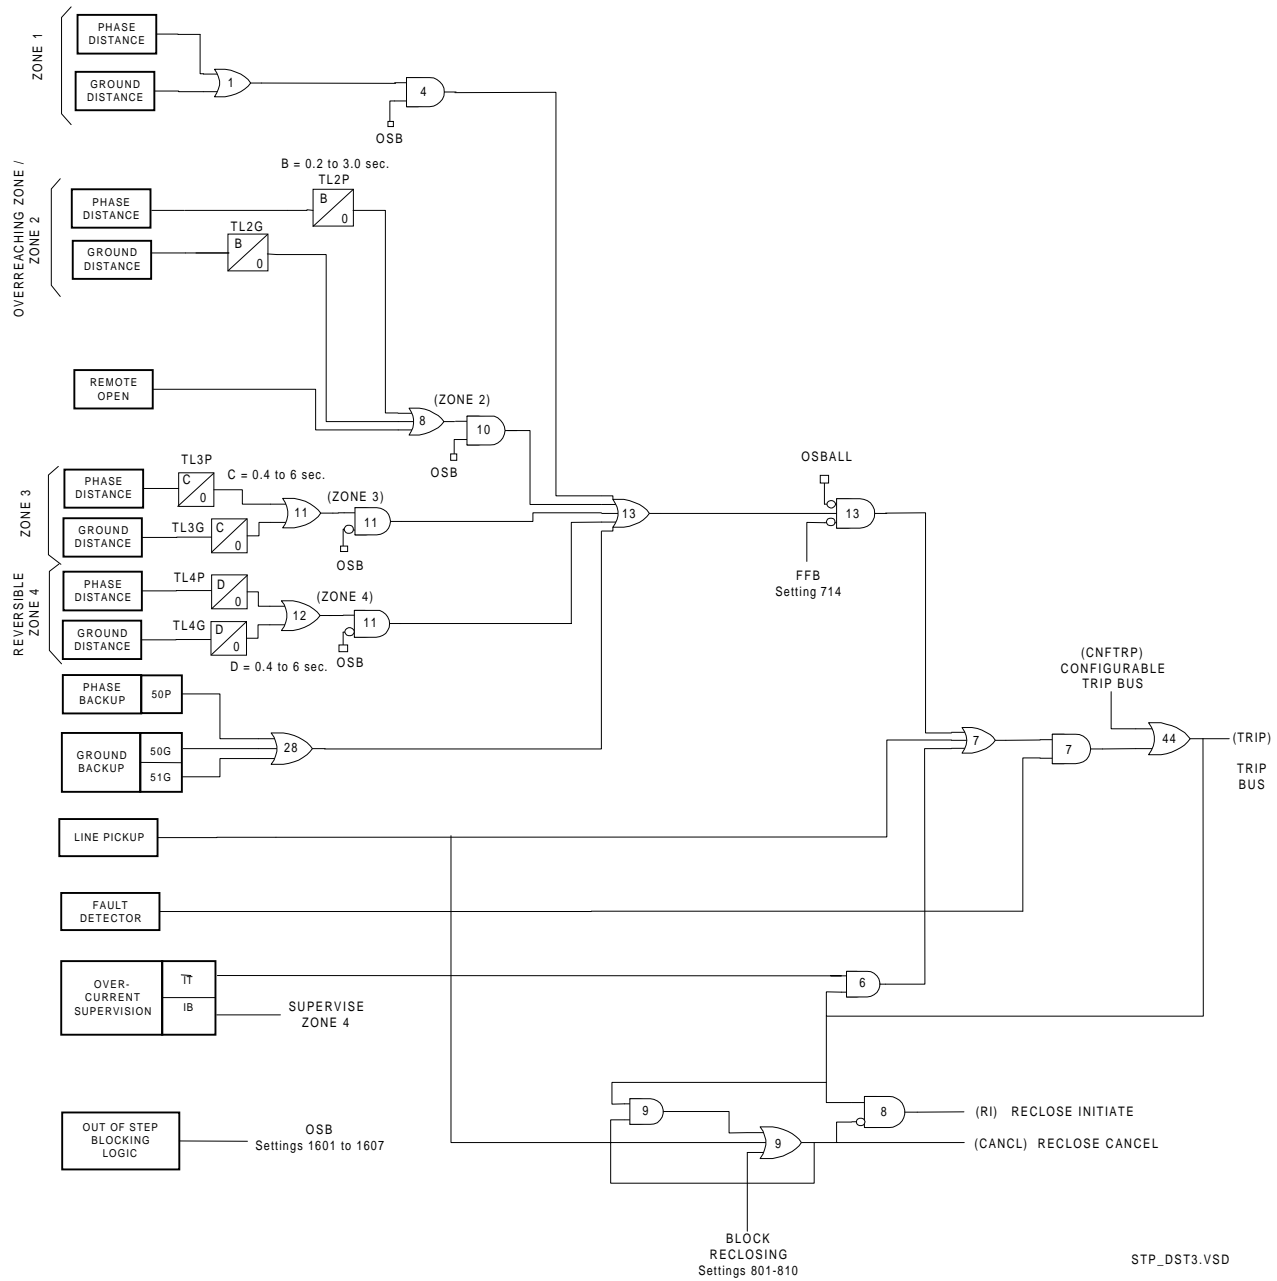 ZONE 1
PHASE
DISTANCE
GROUND
DISTANCE
1
4
OSB
OVERREACHING ZONE /
ZONE 2
B = 0.2 to 3.0 sec.
TL2P
PHASE
DISTANCE
B
0
TL2G
GROUND
DISTANCE
B
0
REMOTE
OPEN
8
(ZONE 2)
10
OSB
ZONE 3
TL3P
PHASE
DISTANCE
C
0
C = 0.4 to 6 sec.
11
(ZONE 3)
11
OSB
GROUND
DISTANCE
TL3G
C
0
13
OSBALL
13
FFB
Setting 714
REVERSIBLE
ZONE 4
PHASE
DISTANCE
TL4P
D
0
12
(ZONE 4)
11
OSB
GROUND
DISTANCE
TL4G
D
0
D = 0.4 to 6 sec.
PHASE
BACKUP
50P
GROUND
BACKUP
50G
51G
28
(CNFTRP)
CONFIGURABLE
TRIP BUS
7
7
44
(TRIP)
TRIP
BUS
LINE PICKUP
FAULT
DETECTOR
OVER-
CURRENT
SUPERVISION
IT
IB
SUPERVISE
ZONE 4
6
OUT OF STEP
BLOCKING
LOGIC
OSB
Settings 1601 to 1607
9
9
8
(RI) RECLOSE INITIATE
(CANCL) RECLOSE CANCEL
BLOCK
RECLOSING
Settings 801-810
STP_DST3.VSD